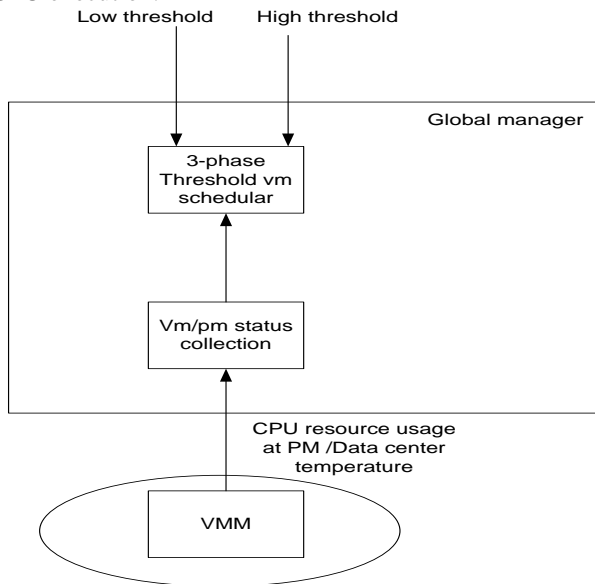 Low threshold
High threshold
Global manager
3-phase
Threshold vm
schedular
Vm/pm status
collection
CPU resource usage
at PM /Data center
temperature
VMM